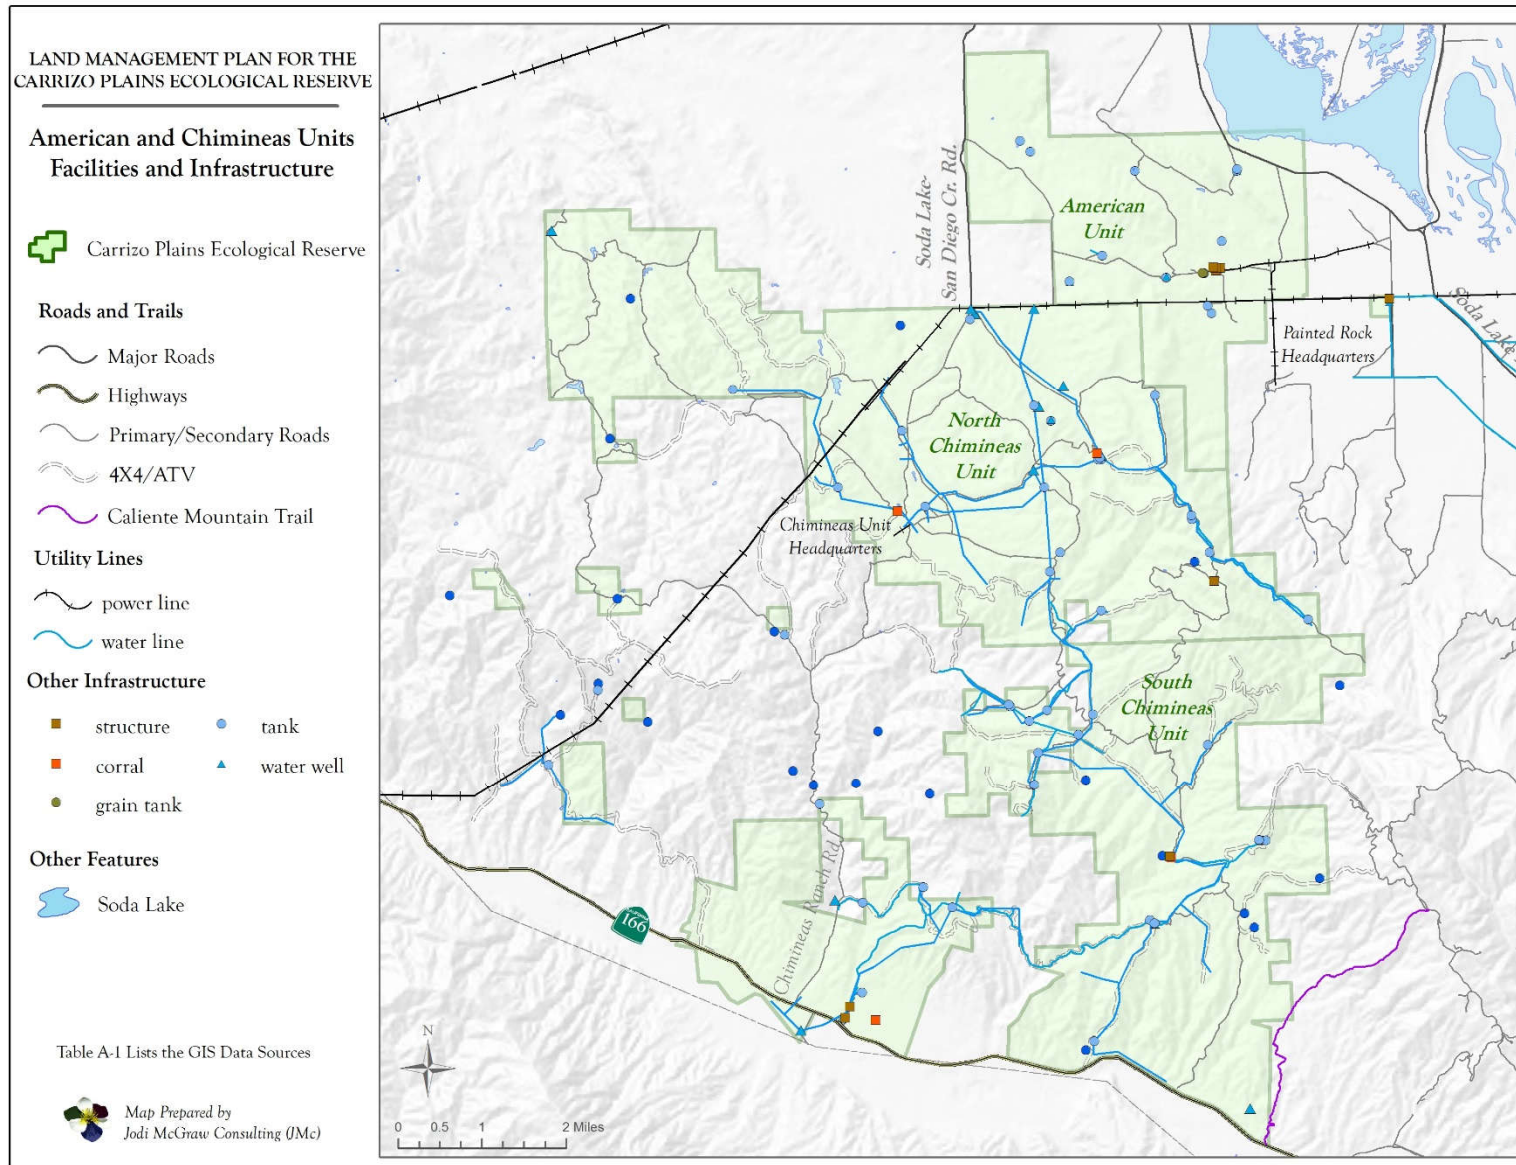 LAND MANAGEMENT PLAN FOR THE
CARRIZO PLAINS ECOLOGICAL RESERVE
American and Chimineas Units
Facilities and Infrastructure
Carrizo Plains Ecological Reserve
Roads and Trails
Major Roads
Highways
Primary/Secondary Roads
4X4/ATV
Caliente Mountain Trail
Utility Lines
power line
water line
Other Infrastructure
structure
tank
corral
water well
grain tank
Other Features
Soda Lake
Table A-1 Lists the GIS Data Sources
Map Prepared by
Jodi McGraw Consulting (JMc)
Soda Lake-
San Diego Cr. Rd.
American
Unit
Soda Lake
Painted Rock
Headquarters
North
Chimineas
Unit
Chimineas Unit
Headquarters
South
Chimineas
Unit
Chimineas Ranch Rd.
166
N
0 0.5 1 2 Miles